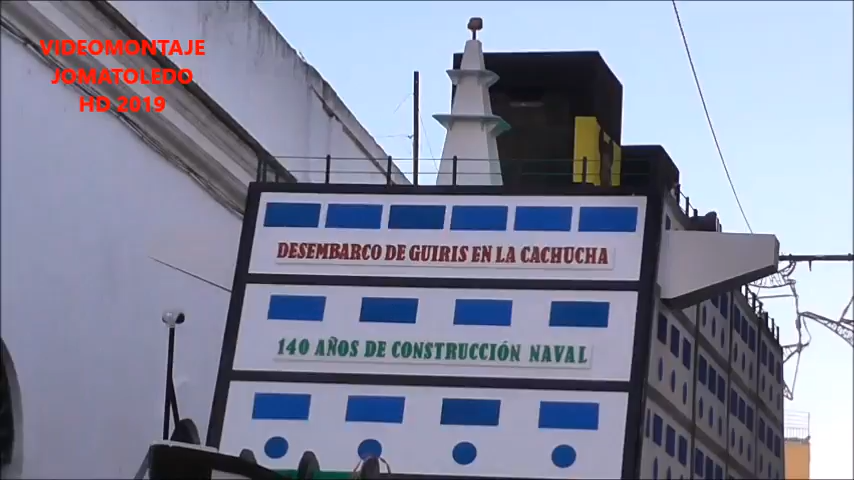 VIDEOMONTAJE
JOMATOLEDO
HD 2019
DESEMBARCO DE GUIRIS EN LA CACHUCHA
140 AÑOS DE CONSTRUCCIÓN NAVAL